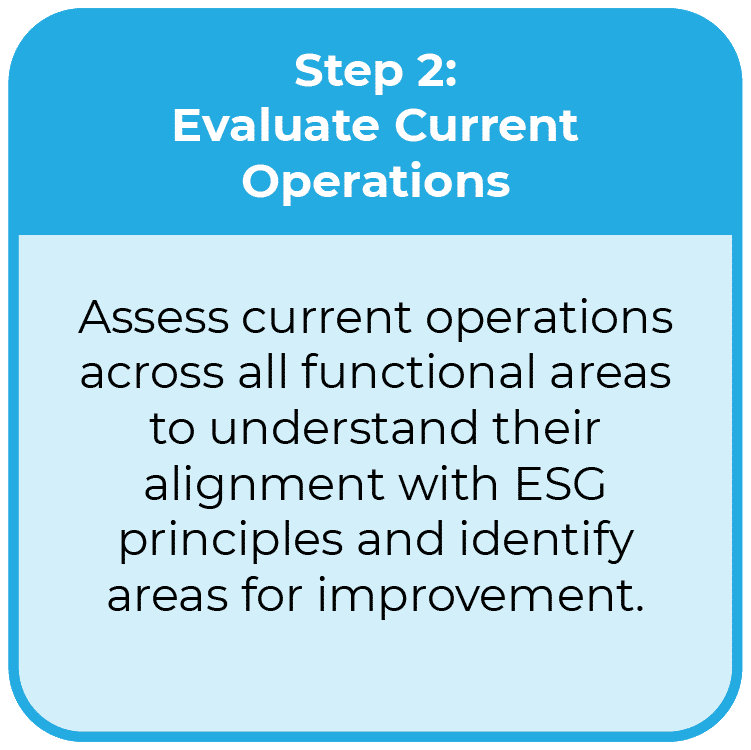 Step 2:
Evaluate Current
Operations
Assess current operations
across all functional areas
to understand their
alignment with ESG
principles and identify
areas for improvement.